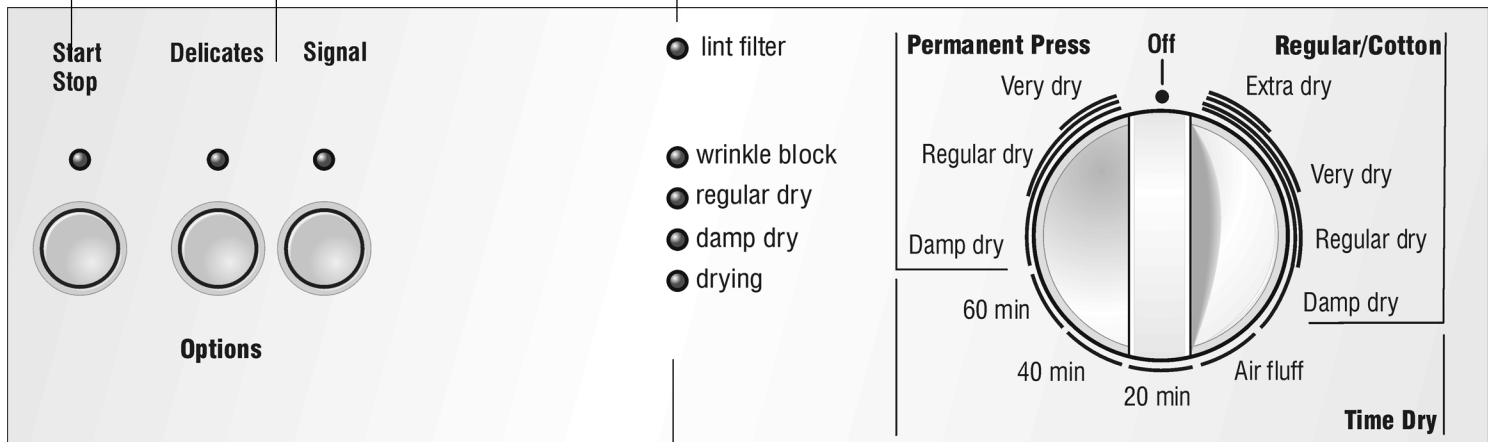 Start
Stop
Delicates
Signal
Options
lint filter
wrinkle block
regular dry
damp dry
drying
Permanent Press
Off
Regular/Cotton
Very dry
Extra dry
Regular dry
Very dry
Damp dry
Regular dry
60 min
Damp dry
40 min
Air fluff
20 min
Time Dry